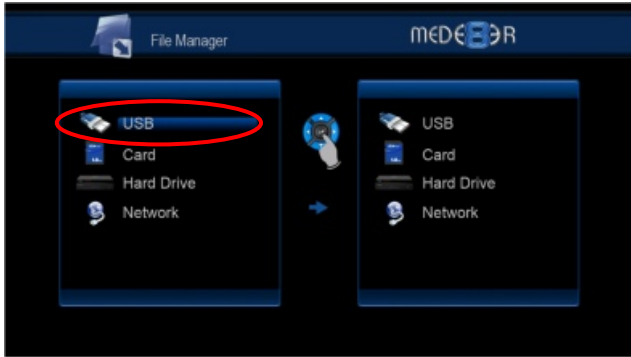 File Manager
MEDE8ER
USB
Card
Hard Drive
Network
USB
Card
Hard Drive
Network